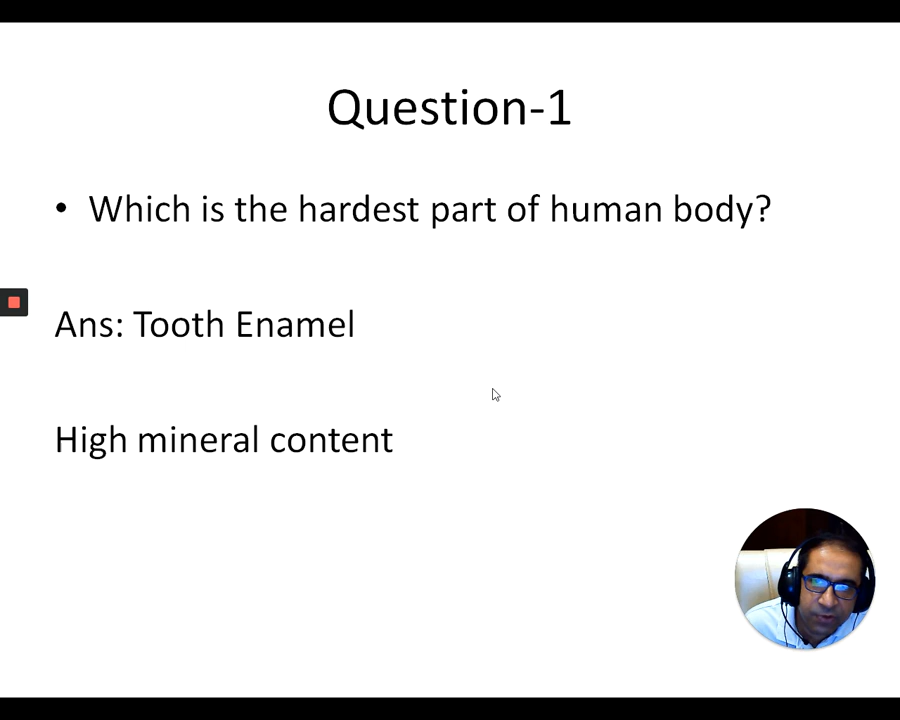 Question-1
• Which is the hardest part of human body?
Ans: Tooth Enamel
High mineral content